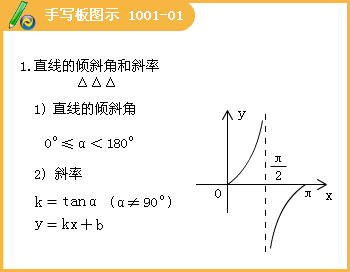 手写板图示 1001-01
1.直线的倾斜角和斜率
△△△
1) 直线的倾斜角
0°≤α＜180°
2) 斜率
k＝tanα (α≠90°)
y＝kx＋b
y
π/2
0
π
x